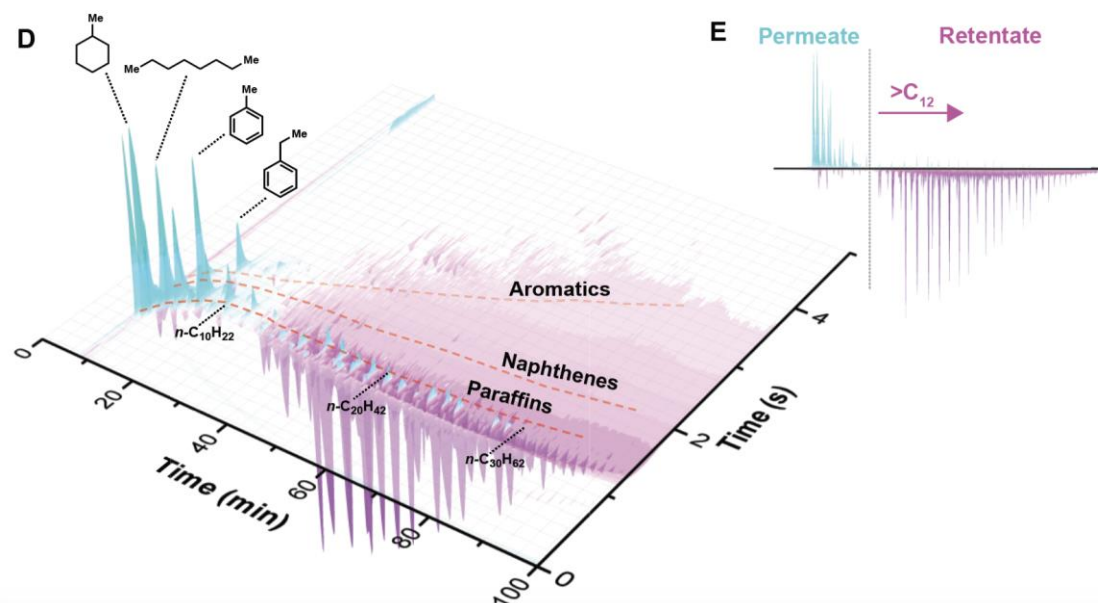 D
Me
Me
Me
Me
Me
Aromatics
Naphthenes
Paraffins
n-C₁₀H₂₂
n-C₂₀H₄₂
n-C₃₀H₆₂
0
20
40
60
80
100
Time (min)
0
2
4
Time (s)
E
Permeate
Retentate
>C₁₂